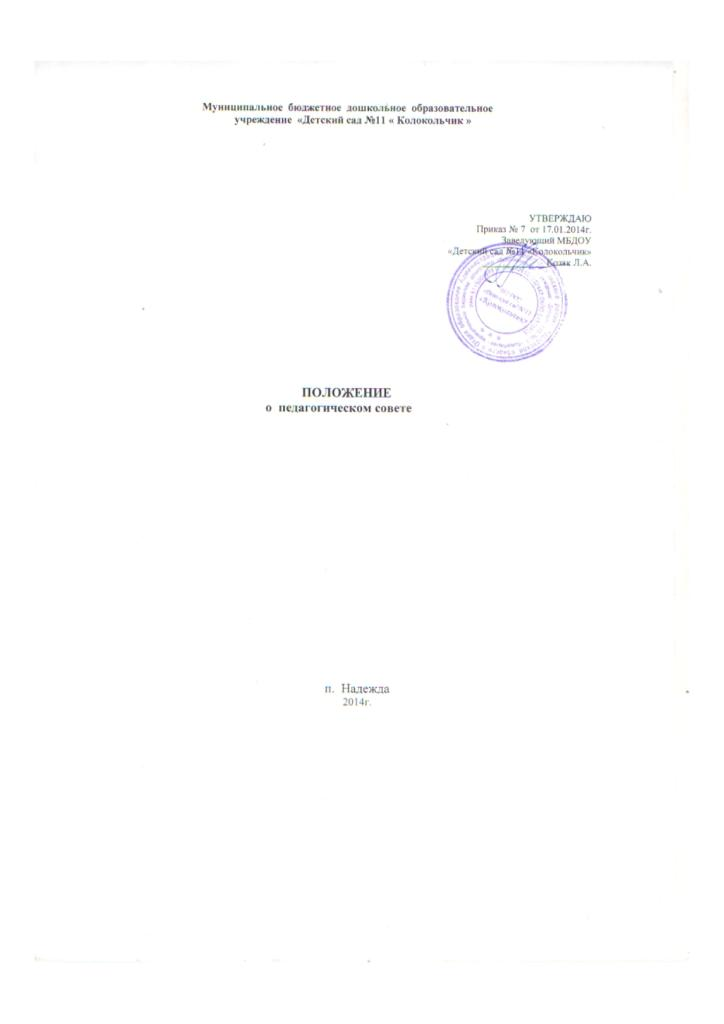 Муниципальное бюджетное дошкольное образовательное
учреждение «Детский сад №11 « Колокольчик »
УТВЕРЖДАЮ
Приказ № 7 от 17.01.2014г.
Заведующий МБДОУ
«Детский сад №11 «Колокольчик»
Козак Л.А.
ПОЛОЖЕНИЕ
о педагогическом совете
п. Надежда
2014г.